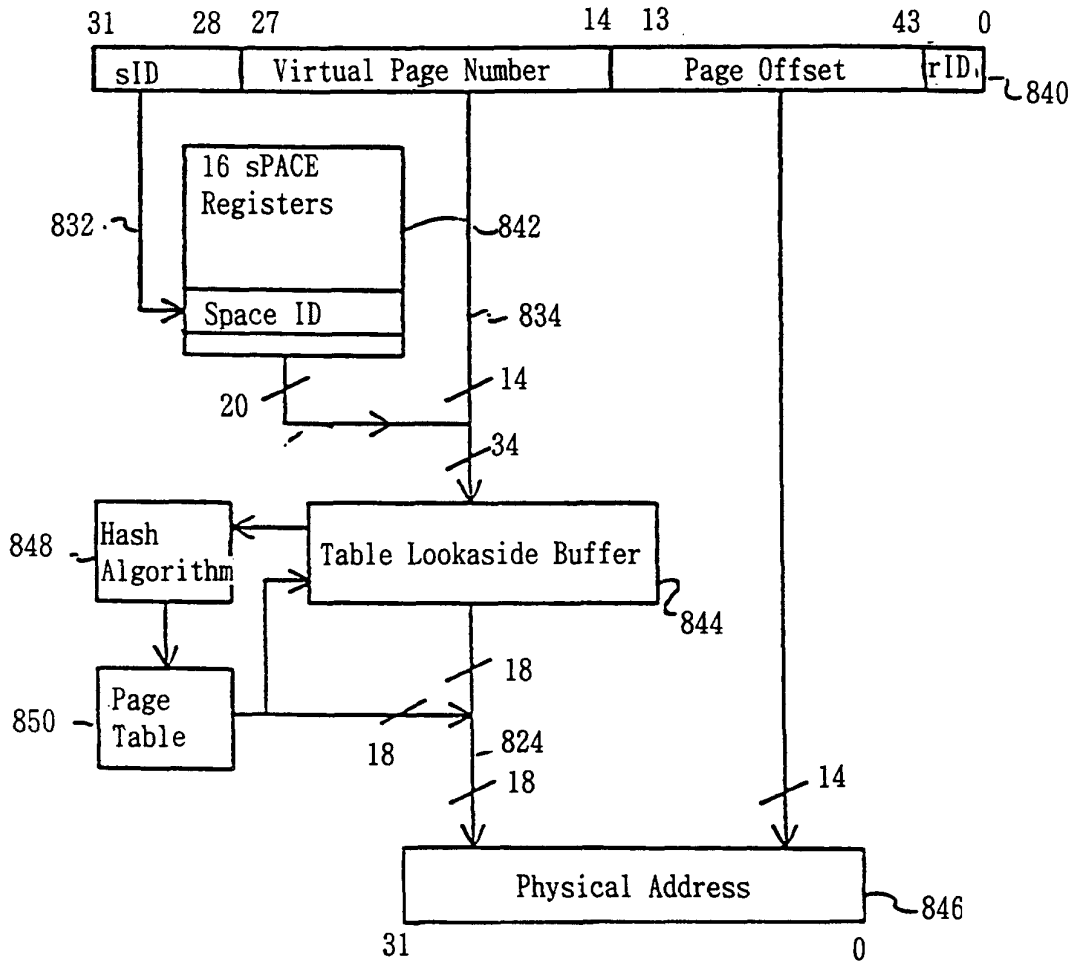 31 28 27 14 13 43 0
sID Virtual Page Number Page Offset rID
840
16 sPACE
Registers
832
842
Space ID
834
20
14
34
Hash
Algorithm
848
Table Lookaside Buffer
844
18
Page
Table
850
18
824
18
14
Physical Address
846
31 0